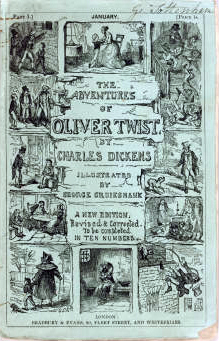 Part 1.]
JANUARY.
[Price 1s.
THE
ADVENTURES
OF
OLIVER TWIST.
BY
CHARLES DICKENS
ILLUSTRATED
BY
GEORGE CRUIKSHANK
A NEW EDITION,
Revised & Corrected.
To be completed
IN TEN NUMBERS.
LONDON:
BRADBURY & EVANS, 90, FLEET STREET, AND WHITEFRIARS.